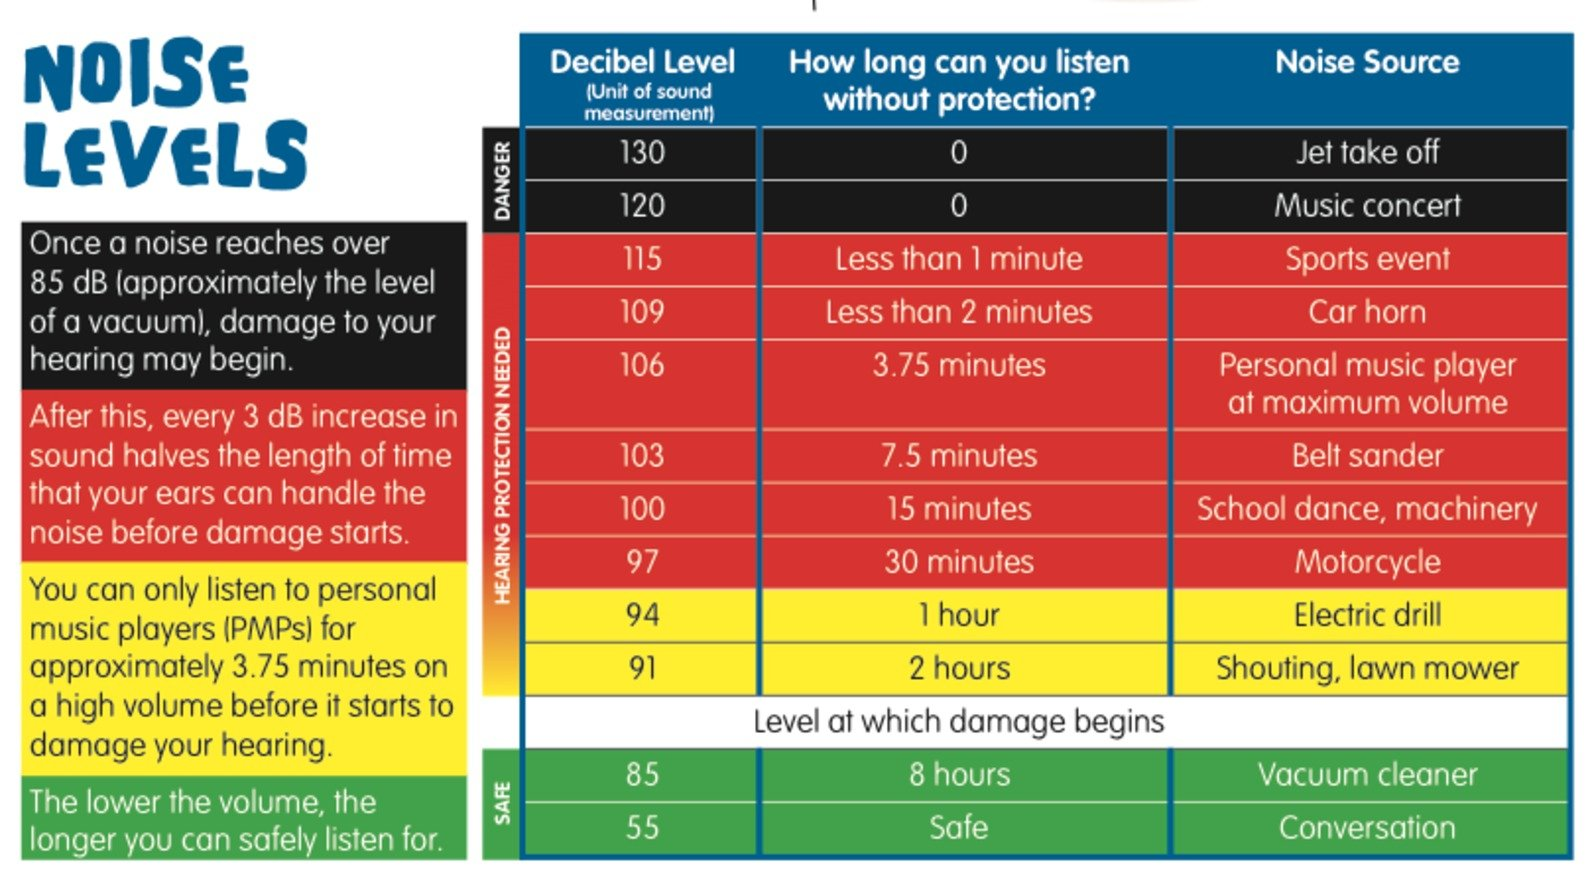 NOISE
LEVELS
Once a noise reaches over
85 dB (approximately the level
of a vacuum), damage to your
hearing may begin.
After this, every 3 dB increase in
sound halves the length of time
that your ears can handle the
noise before damage starts.
You can only listen to personal
music players (PMPs) for
approximately 3.75 minutes on
a high volume before it starts to
damage your hearing.
The lower the volume, the
longer you can safely listen for.
Decibel Level
(Unit of sound
measurement)
How long can you listen
without protection?
Noise Source
DANGER
130 0 Jet take off
120 0 Music concert
HEARING PROTECTION NEEDED
115 Less than 1 minute Sports event
109 Less than 2 minutes Car horn
106 3.75 minutes Personal music player
at maximum volume
103 7.5 minutes Belt sander
100 15 minutes School dance, machinery
97 30 minutes Motorcycle
94 1 hour Electric drill
91 2 hours Shouting, lawn mower
Level at which damage begins
SAFE
85 8 hours Vacuum cleaner
55 Safe Conversation